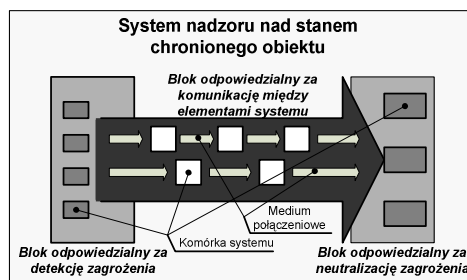 System nadzoru nad stanem
chronionego obiektu
Blok odpowiedzialny za
komunikację między
elementami systemu
Medium
połączeniowe
Komórka systemu
Blok odpowiedzialny za
detekcję zagrożenia
Blok odpowiedzialny za
neutralizację zagrożenia